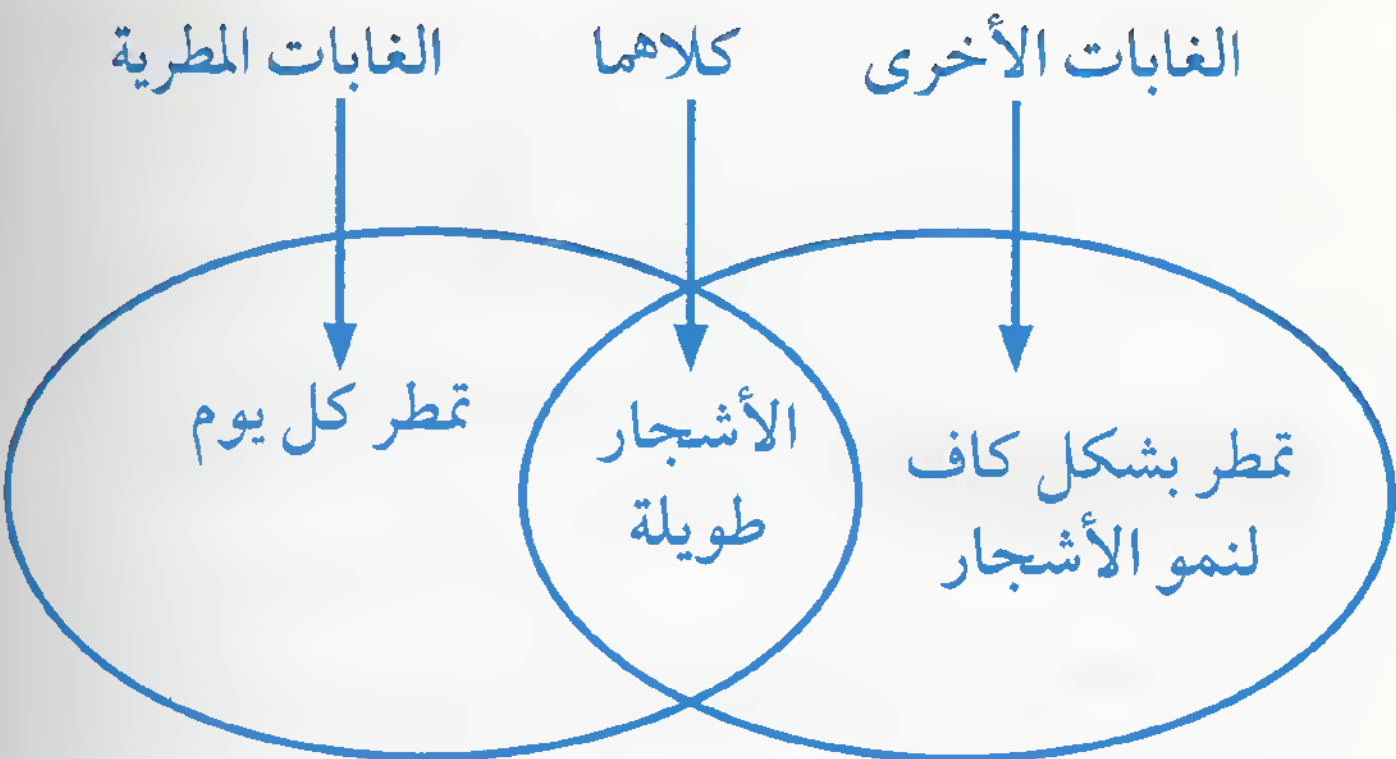 الغابات الأخرى
كلاهما
الغابات المطرية
تمطر بشكل كاف
لنمو الأشجار
الأشجار
طويلة
تمطر كل يوم